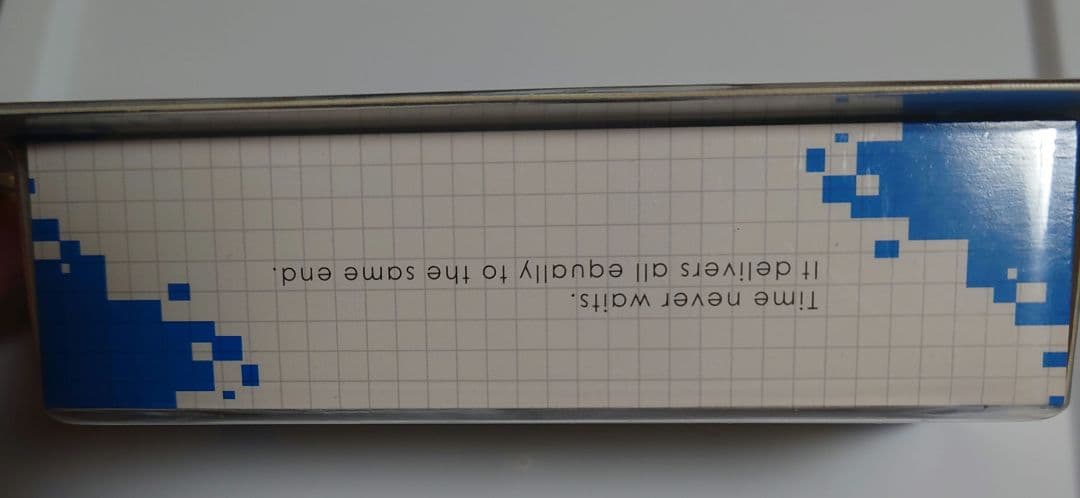 Time never waits.
It delivers all equally to the same end.